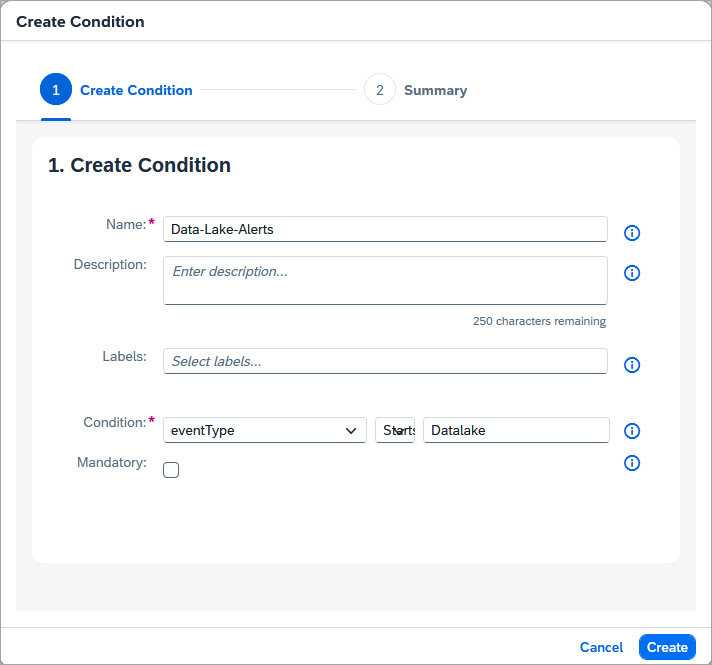 Create Condition
1 Create Condition 2 Summary
1. Create Condition
Name:* Data-Lake-Alerts
Description: Enter description...
250 characters remaining
Labels: Select labels...
Condition:* eventType Starts Datalake
Mandatory:
Cancel Create